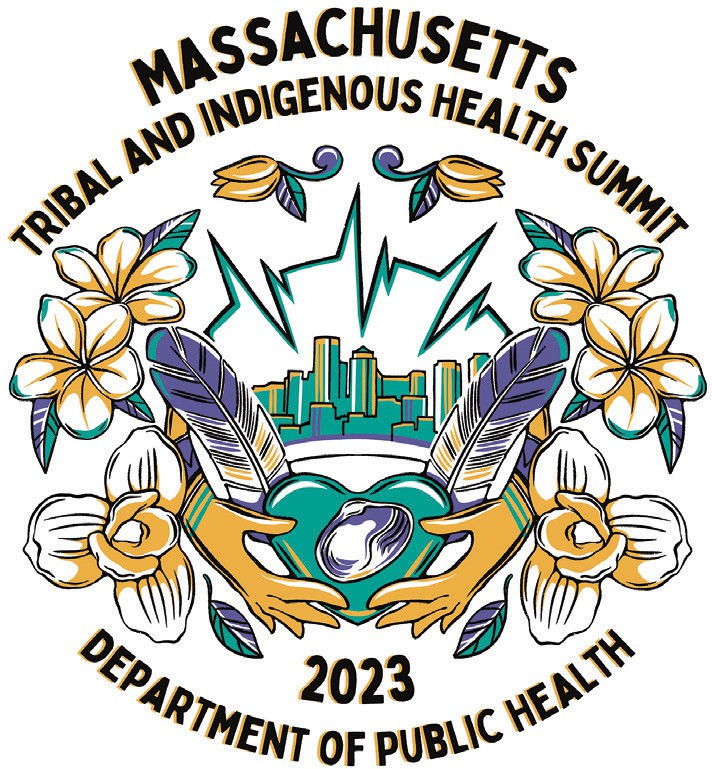 MASSACHUSETTS
TRIBAL AND INDIGENOUS HEALTH SUMMIT
2023
DEPARTMENT OF PUBLIC HEALTH